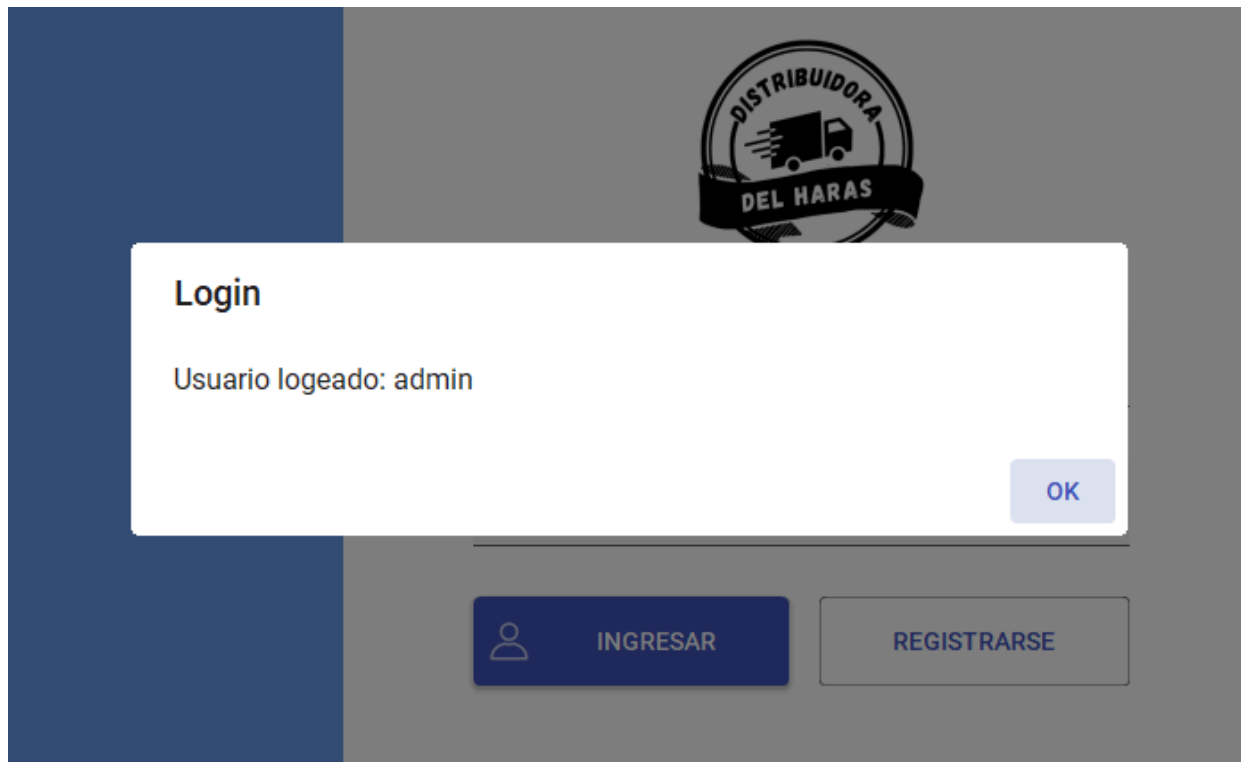 DISTRIBUIDORA
DEL HARAS
Login
Usuario logeado: admin
OK
INGRESAR
REGISTRARSE